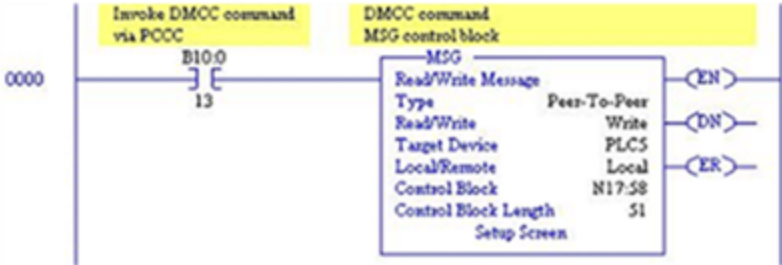 Invoke DMCC command
via PCCC
DMCC command
MSG control block
B10:0
13
0000
MSG
Read/Write Message
Type Peer-To-Peer
Read/Write Write
Target Device PLC5
Local/Remote Local
Control Block N17:58
Control Block Length 51
Setup Screen
EN
DN
ER